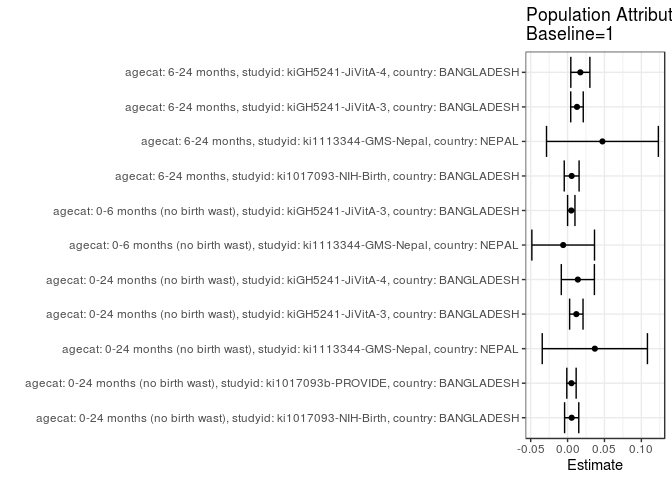 Population Attribut
Baseline=1
agecat: 6-24 months, studyid: kiGH5241-JiVitA-4, country: BANGLADESH
agecat: 6-24 months, studyid: kiGH5241-JiVitA-3, country: BANGLADESH
agecat: 6-24 months, studyid: ki1113344-GMS-Nepal, country: NEPAL
agecat: 6-24 months, studyid: ki1017093-NIH-Birth, country: BANGLADESH
agecat: 0-6 months (no birth wast), studyid: kiGH5241-JiVitA-3, country: BANGLADESH
agecat: 0-6 months (no birth wast), studyid: ki1113344-GMS-Nepal, country: NEPAL
agecat: 0-24 months (no birth wast), studyid: kiGH5241-JiVitA-4, country: BANGLADESH
agecat: 0-24 months (no birth wast), studyid: kiGH5241-JiVitA-3, country: BANGLADESH
agecat: 0-24 months (no birth wast), studyid: ki1113344-GMS-Nepal, country: NEPAL
agecat: 0-24 months (no birth wast), studyid: ki1017093b-PROVIDE, country: BANGLADESH
agecat: 0-24 months (no birth wast), studyid: ki1017093-NIH-Birth, country: BANGLADESH
-0.05 0.00 0.05 0.10
Estimate